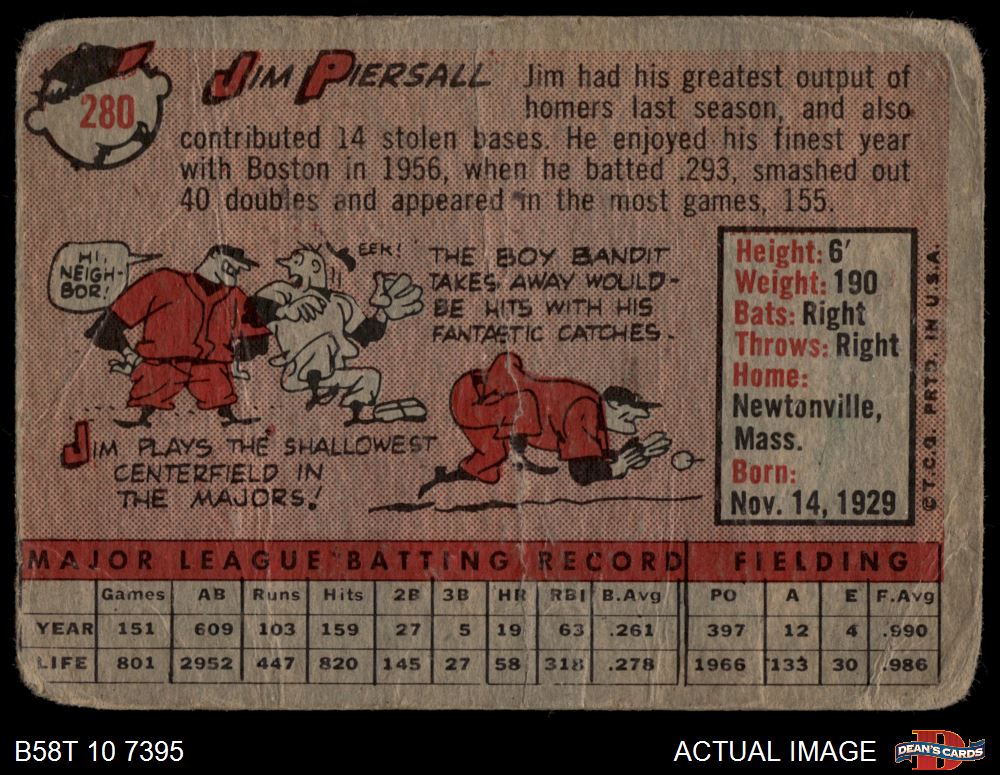 280
JIM PIERSALL
Jim had his greatest output of
homers last season, and also
contributed 14 stolen bases. He enjoyed his finest year
with Boston in 1956, when he batted .293, smashed out
40 doubles and appeared in the most games, 155.
HI, NEIGH-
BOR!
EEK!
THE BOY BANDIT
TAKES AWAY WOULD-
BE HITS WITH HIS
FANTASTIC CATCHES.
JIM PLAYS THE SHALLOWEST
CENTERFIELD IN
THE MAJORS!
Height: 6'
Weight: 190
Bats: Right
Throws: Right
Home:
Newtonville,
Mass.
Born:
Nov. 14, 1929
© T.C.G. PRTD. IN U.S.A.
MAJOR LEAGUE BATTING RECORD FIELDING
Games AB Runs Hits 2B 3B HR RBI B.Avg PO A E F.Avg
YEAR 151 609 103 159 27 5 19 63 .261 397 12 4 .990
LIFE 801 2952 447 820 145 27 58 318 .278 1966 133 30 .986
B58T 10 7395
ACTUAL IMAGE
DEAN'S CARDS